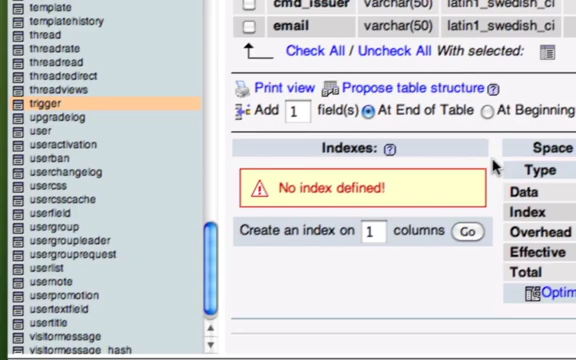 template
templatehistory
thread
threadrate
threadread
threadredirect
threadviews
trigger
upgradelog
user
useractivation
userban
userchangelog
usercss
usercsscache
userfield
usergroup
usergroupleader
usergrouprequest
userlist
usernote
userpromotion
usertextfield
usertitle
visitormessage
visitormessage_hash
cmd_issuer varchar(50) latin1_swedish_ci
email varchar(50) latin1_swedish_ci
Check All / Uncheck All With selected:
Print view Propose table structure
Add 1 field(s) At End of Table At Beginning
Indexes:
No index defined!
Create an index on 1 columns Go
Space
Type
Data
Index
Overhead
Effective
Total
Optim